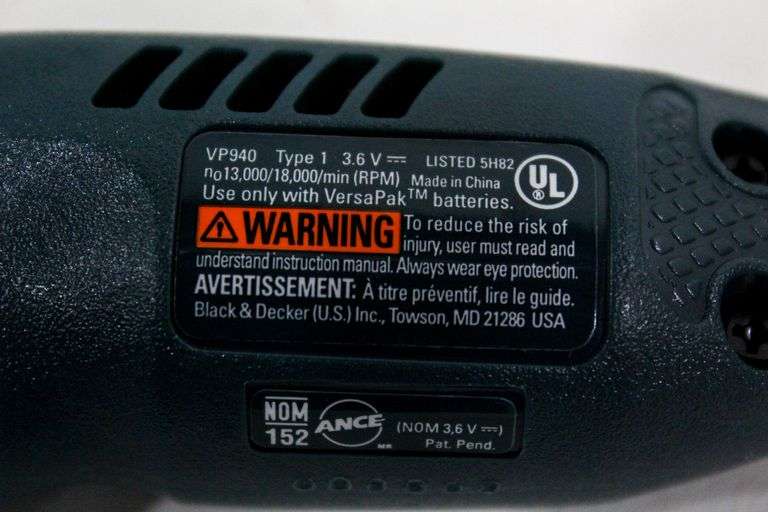 VP940 Type 1 3.6 V ⎓ LISTED 5H82
n₀13,000/18,000/min (RPM) Made in China
UL
®
Use only with VersaPak™ batteries.
⚠ WARNING To reduce the risk of
injury, user must read and
understand instruction manual. Always wear eye protection.
AVERTISSEMENT: À titre préventif, lire le guide.
Black & Decker (U.S.) Inc., Towson, MD 21286 USA
NOM
152
ANCE
(NOM 3,6 V ⎓)
Pat. Pend.